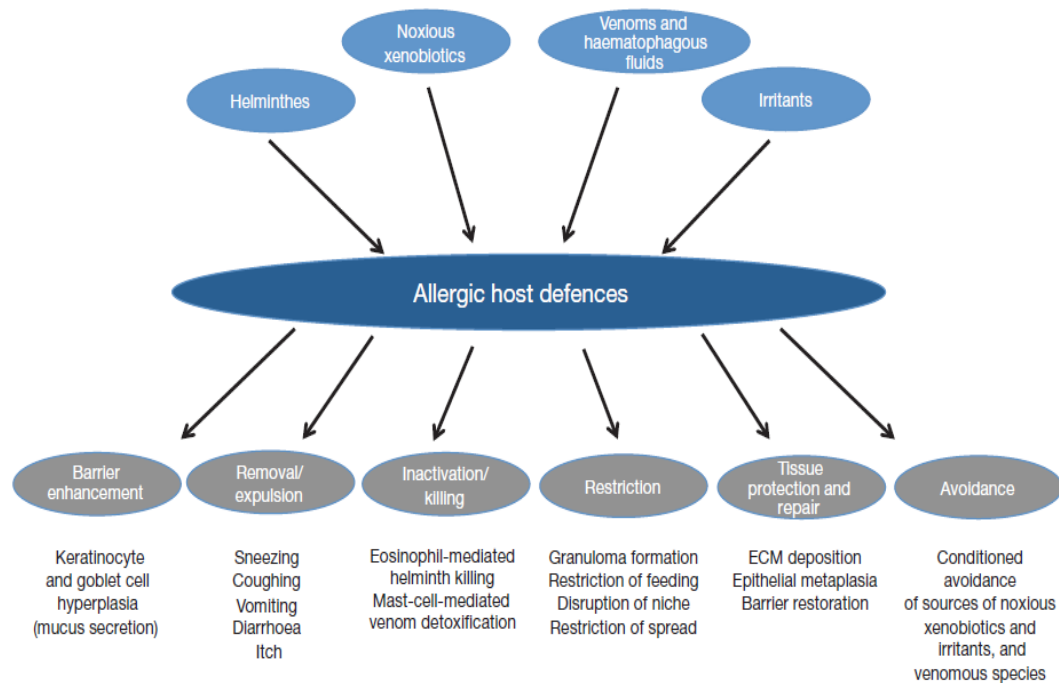 Noxious
xenobiotics
Venoms and
haematophagous
fluids
Helminthes
Irritants
Allergic host defences
Barrier
enhancement
Removal/
expulsion
Inactivation/
killing
Restriction
Tissue
protection and
repair
Avoidance
Keratinocyte
and goblet cell
hyperplasia
(mucus secretion)
Sneezing
Coughing
Vomiting
Diarrhoea
Itch
Eosinophil-mediated
helminth killing
Mast-cell-mediated
venom detoxification
Granuloma formation
Restriction of feeding
Disruption of niche
Restriction of spread
ECM deposition
Epithelial metaplasia
Barrier restoration
Conditioned
avoidance
of sources of noxious
xenobiotics and
irritants, and
venomous species